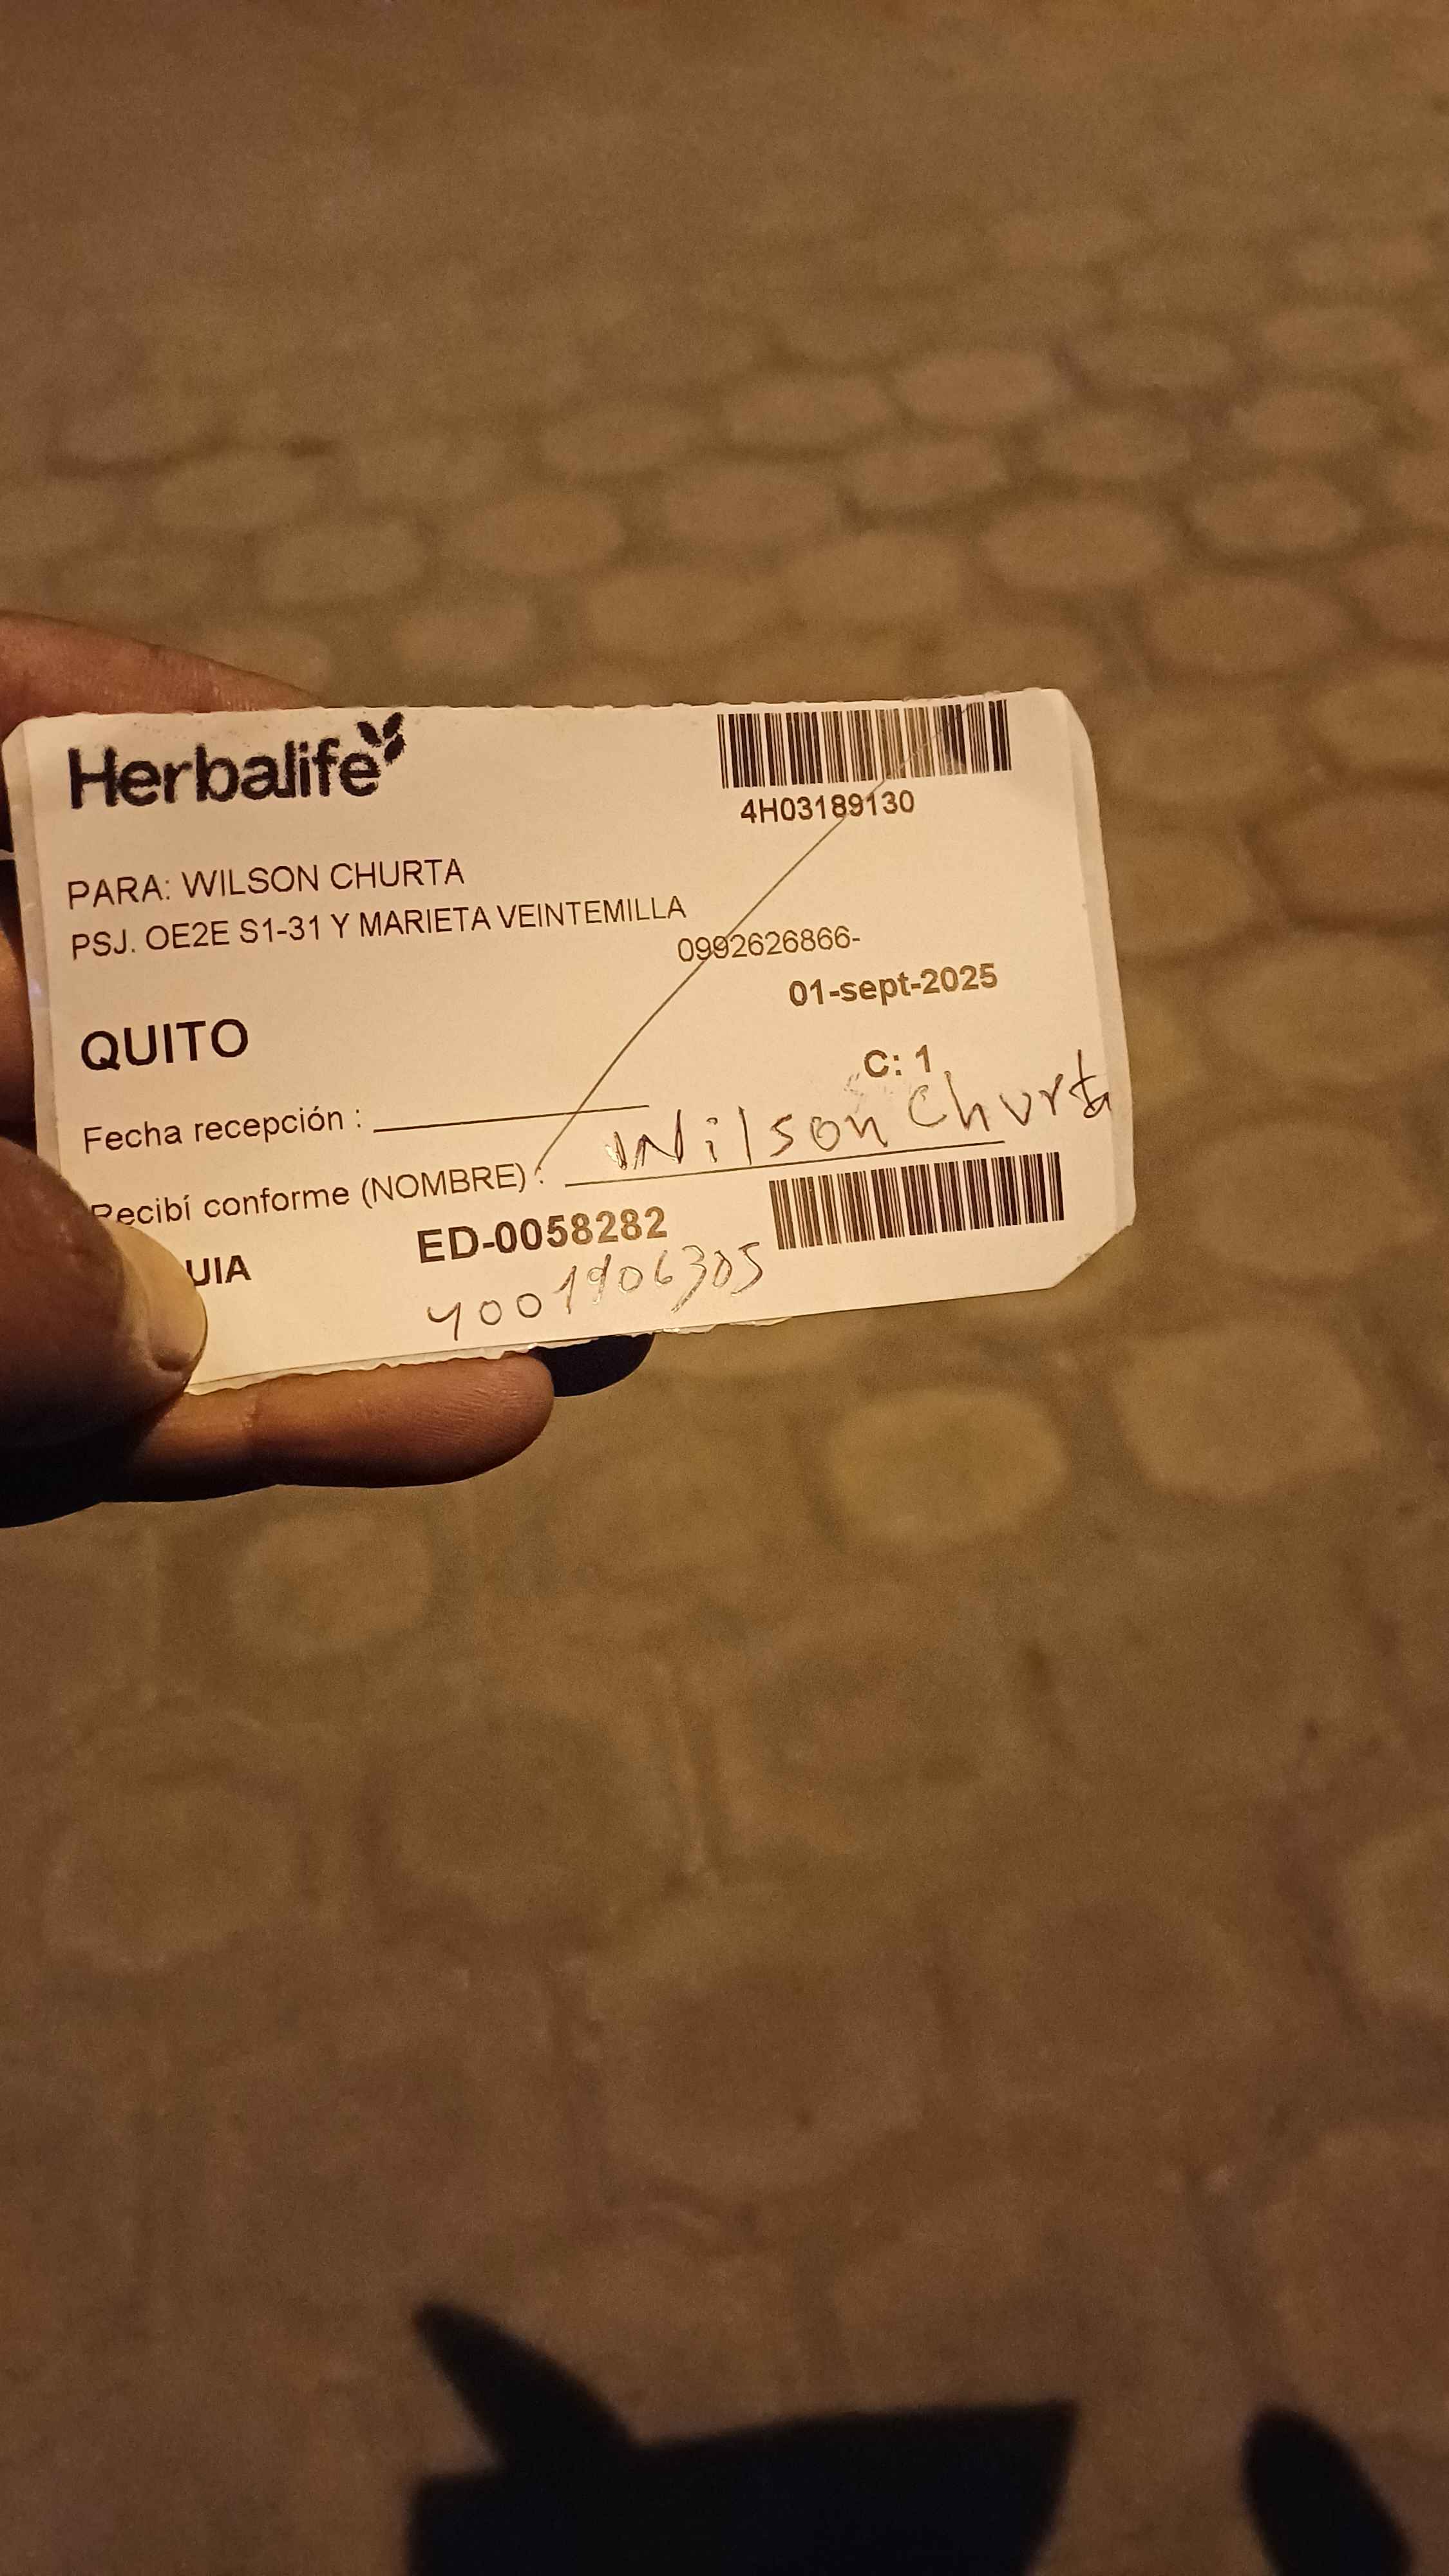 Herbalife
4H03189130
PARA: WILSON CHURTA
PSJ. OE2E S1-31 Y MARIETA VEINTEMILLA
0992626866-
01-sept-2025
QUITO
C: 1
Fecha recepción :
Wilson Churta
Recibí conforme (NOMBRE) :
UIA ED-0058282